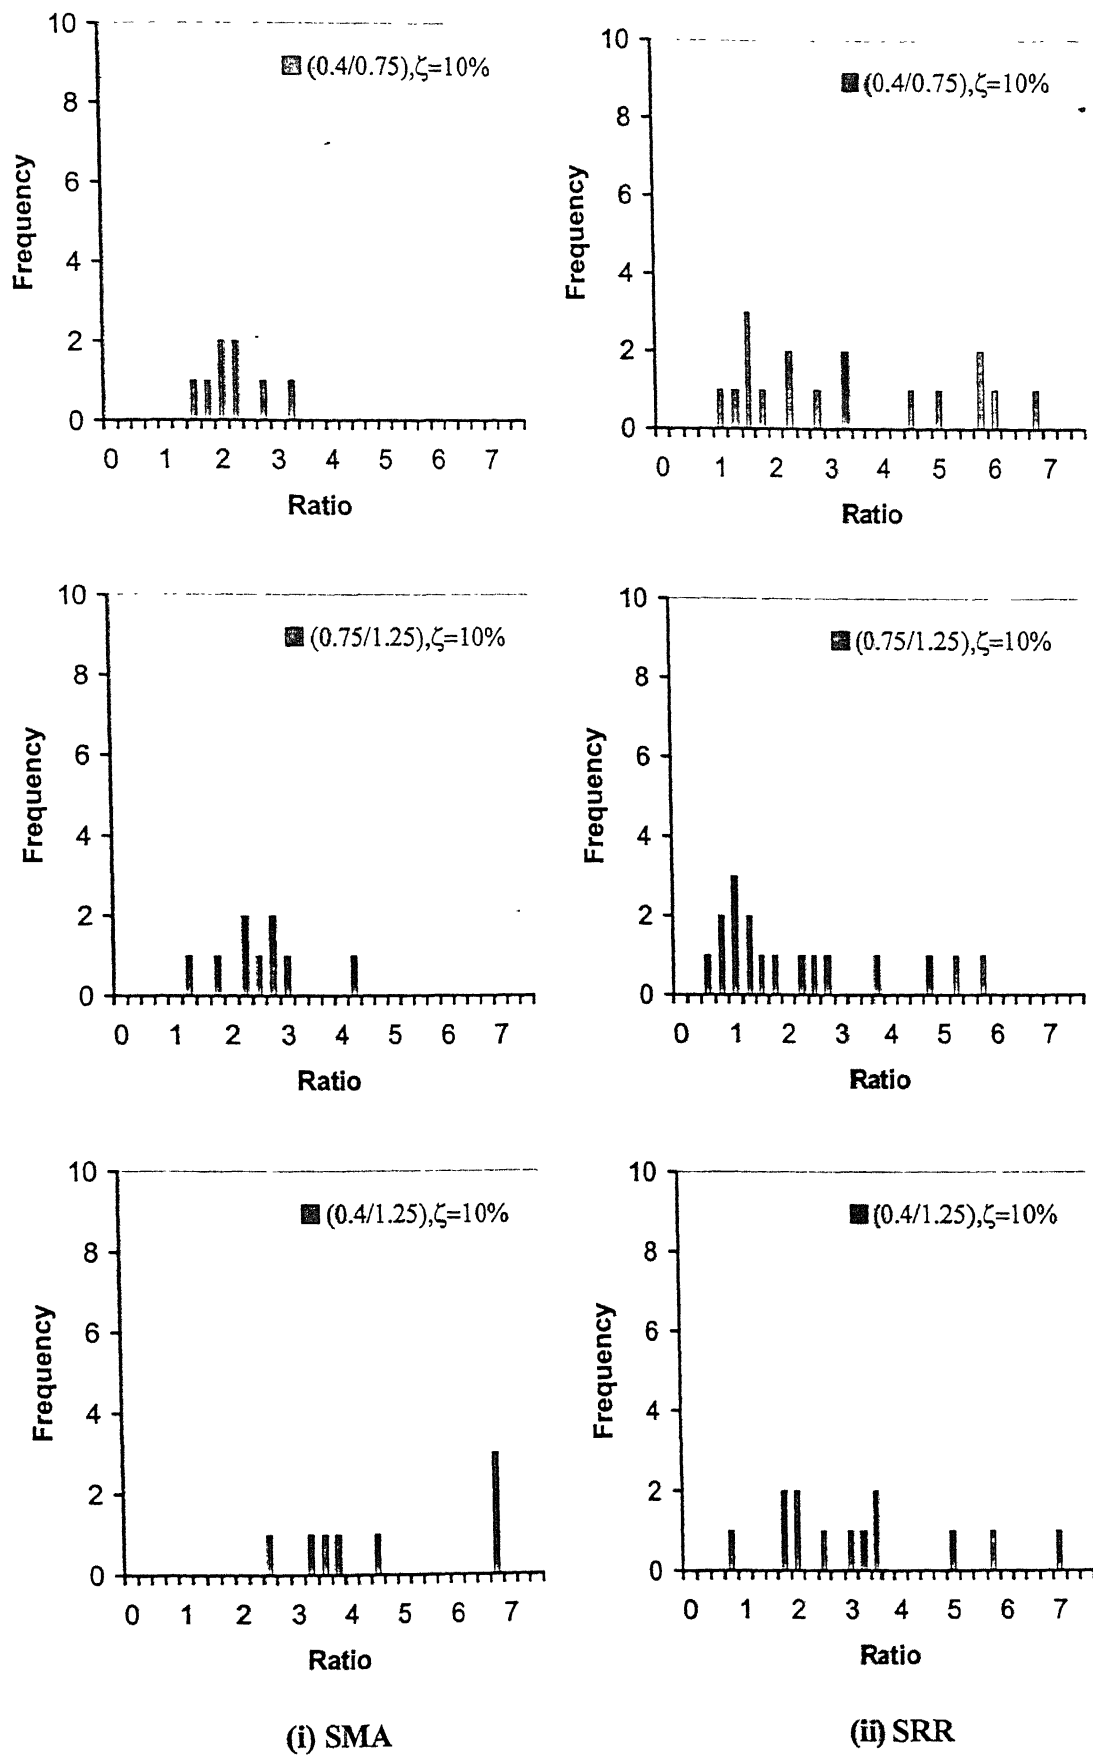 10
(0.4/0.75),ζ=10%
8
6
4
2
0
Frequency
0 1 2 3 4 5 6 7
Ratio
10
(0.4/0.75),ζ=10%
8
6
4
2
0
Frequency
0 1 2 3 4 5 6 7
Ratio
10
(0.75/1.25),ζ=10%
8
6
4
2
0
Frequency
0 1 2 3 4 5 6 7
Ratio
10
(0.75/1.25),ζ=10%
8
6
4
2
0
Frequency
0 1 2 3 4 5 6 7
Ratio
10
(0.4/1.25),ζ=10%
8
6
4
2
0
Frequency
0 1 2 3 4 5 6 7
Ratio
(i) SMA
10
(0.4/1.25),ζ=10%
8
6
4
2
0
Frequency
0 1 2 3 4 5 6 7
Ratio
(ii) SRR